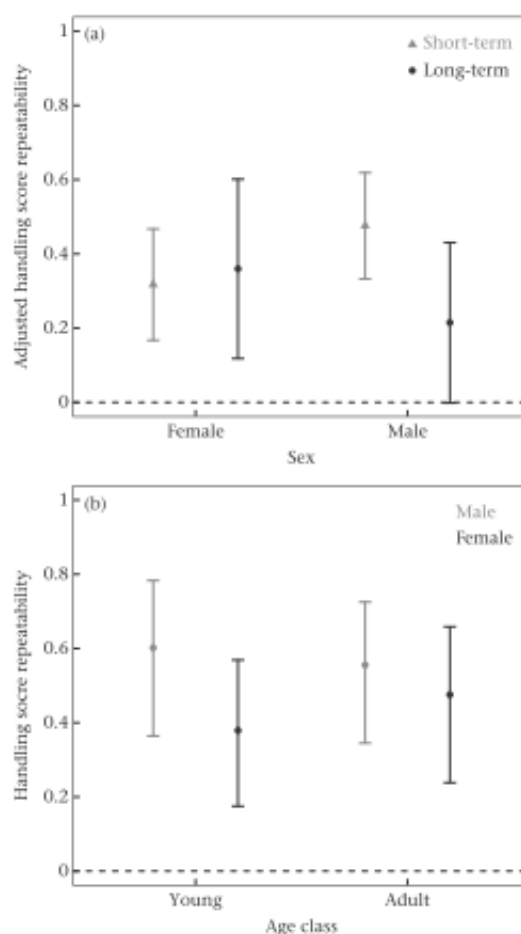 (a)
Short-term
Long-term
1
0.8
0.6
0.4
0.2
0
Adjusted handling score repeatability
Female
Male
Sex
(b)
Male
Female
1
0.8
0.6
0.4
0.2
0
Handling socre repeatability
Young
Adult
Age class